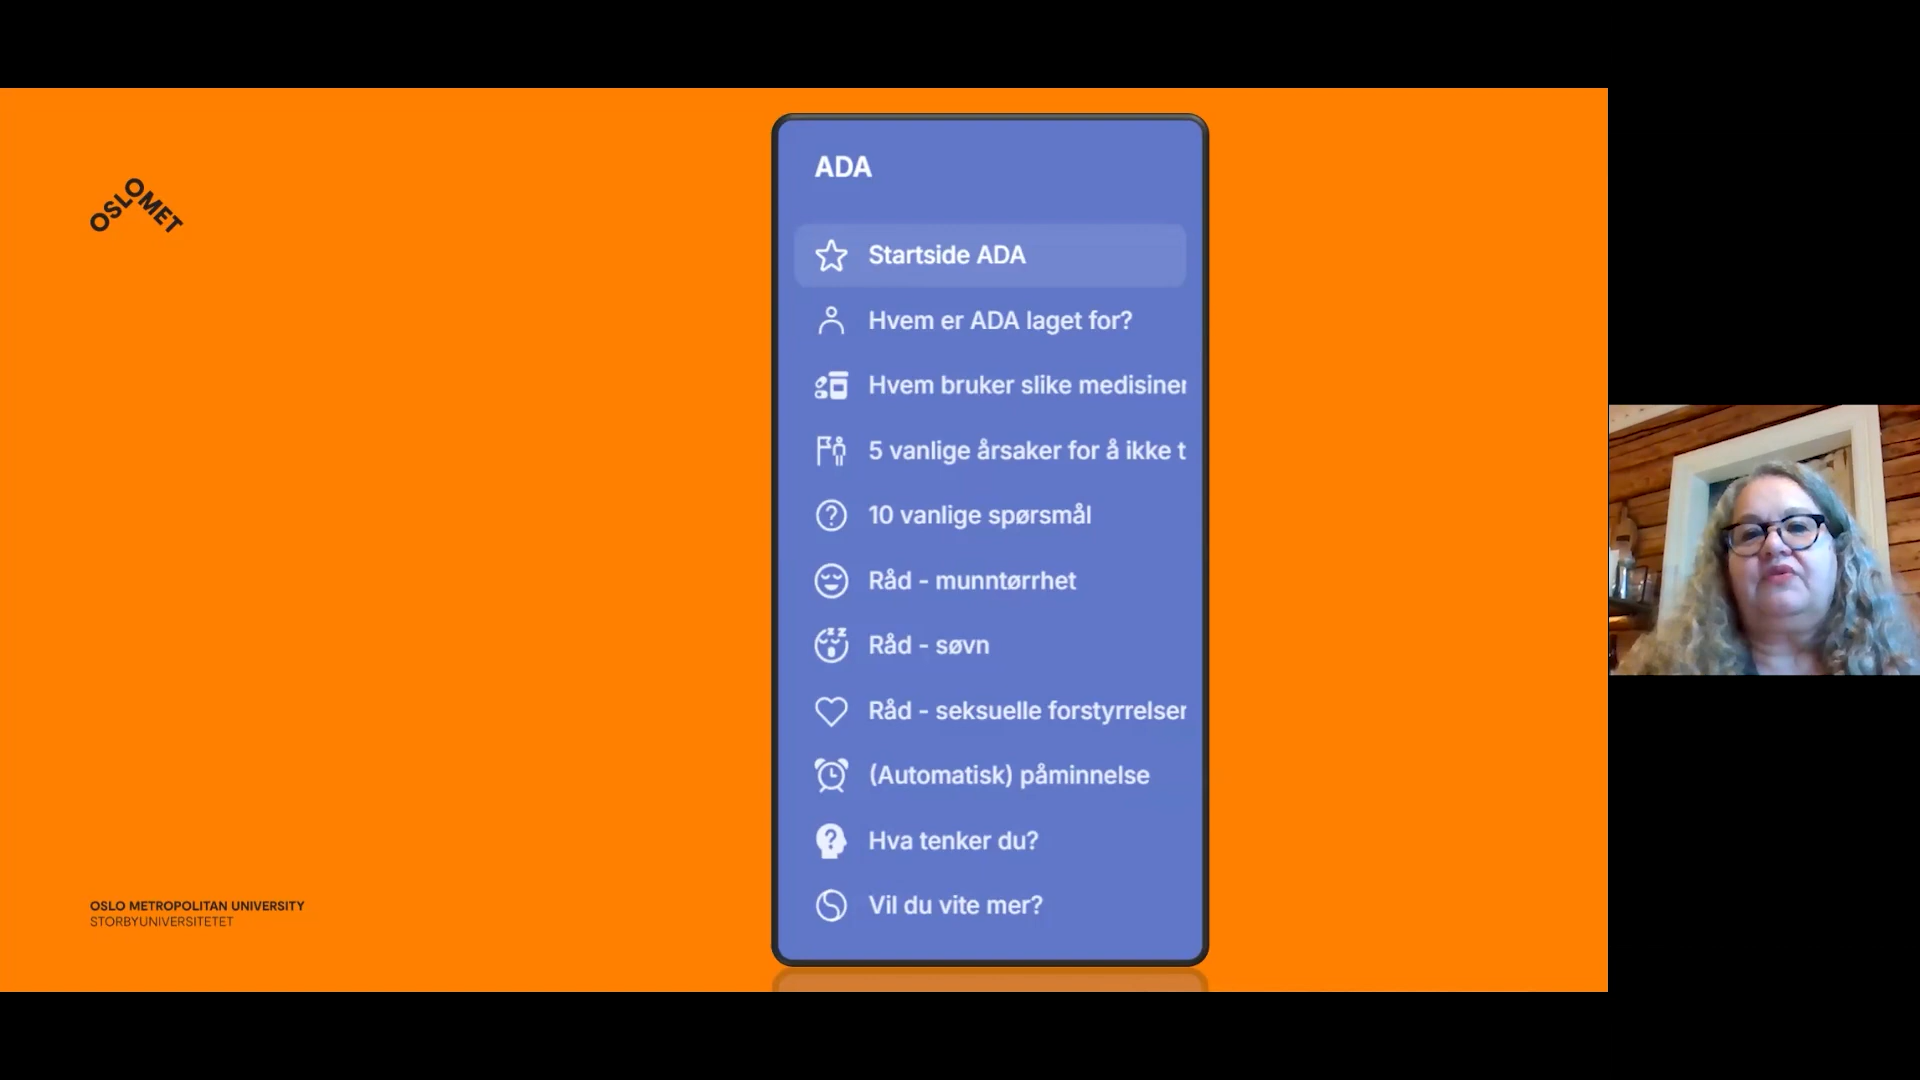 OSLOMET
ADA
Startside ADA
Hvem er ADA laget for?
Hvem bruker slike medisiner
5 vanlige årsaker for å ikke t
10 vanlige spørsmål
Råd - munntørrhet
Råd - søvn
Råd - seksuelle forstyrrelser
(Automatisk) påminnelse
Hva tenker du?
Vil du vite mer?
OSLO METROPOLITAN UNIVERSITY
STORBYUNIVERSITETET